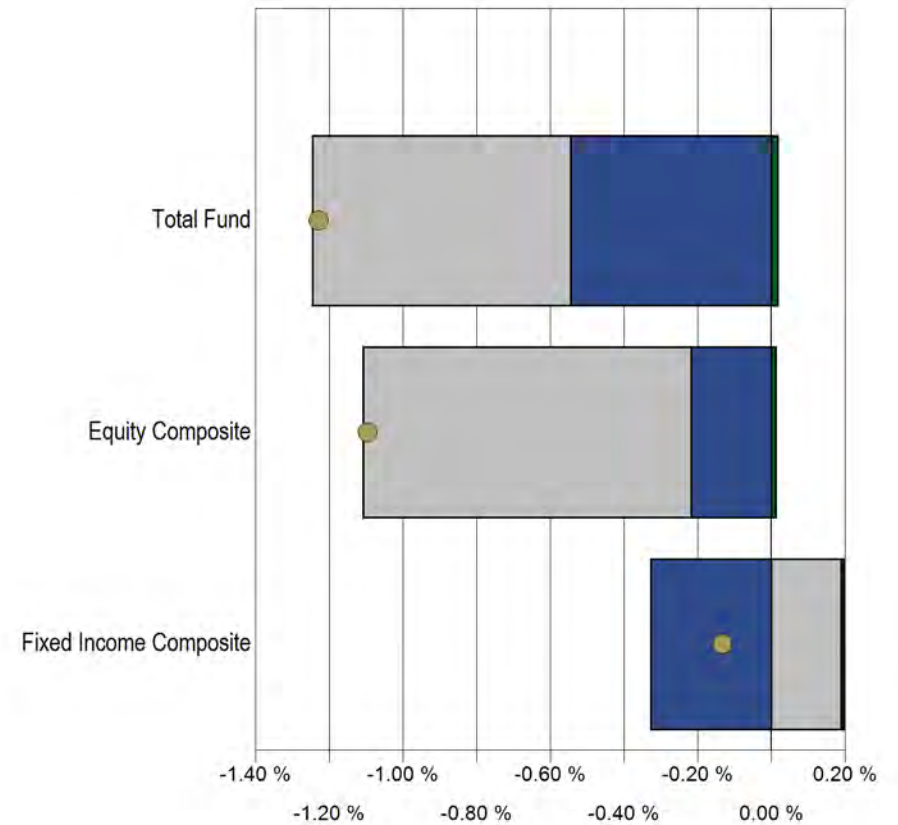 Total Fund
Equity Composite
Fixed Income Composite
-1.40 % -1.00 % -0.60 % -0.20 % 0.20 %
-1.20 % -0.80 % -0.40 % 0.00 %